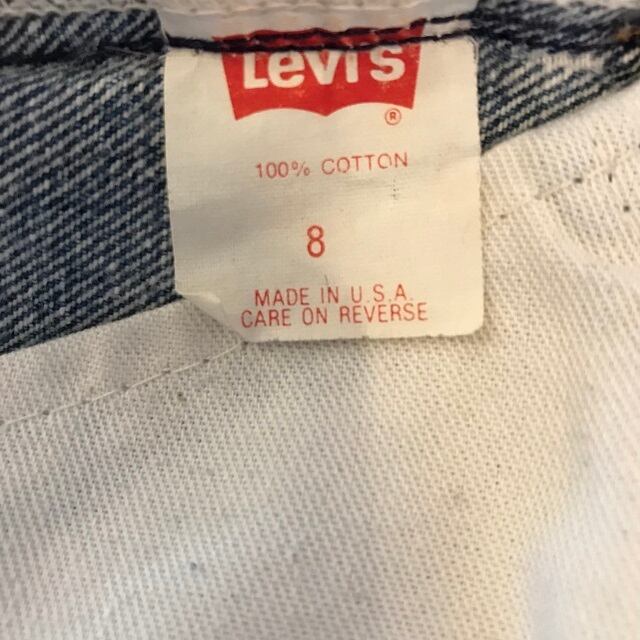 Levi's
®
100% COTTON
8
MADE IN U.S.A.
CARE ON REVERSE